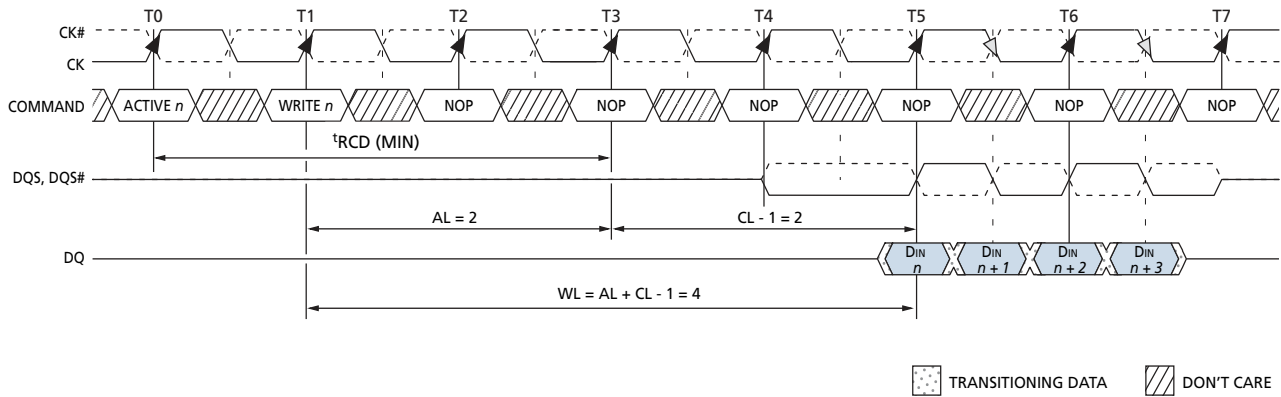 T0 T1 T2 T3 T4 T5 T6 T7
CK#
CK
COMMAND ACTIVE n WRITE n NOP NOP NOP NOP NOP NOP
tRCD (MIN)
DQS, DQS#
AL = 2 CL - 1 = 2
DQ DIN n DIN n + 1 DIN n + 2 DIN n + 3
WL = AL + CL - 1 = 4
TRANSITIONING DATA DON'T CARE